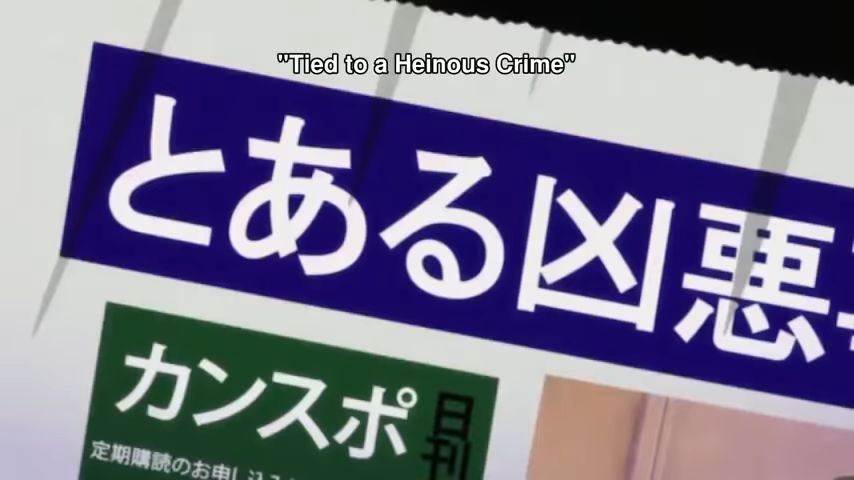 "Tied to a Heinous Crime"
とある凶悪
カンスポ
日刊
定期購読のお申し込み